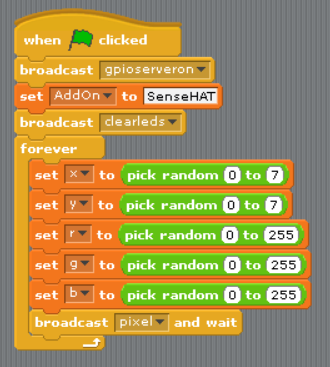 when clicked
broadcast gpioserveron
set AddOn to SenseHAT
broadcast clearleds
forever
set x to pick random 0 to 7
set y to pick random 0 to 7
set r to pick random 0 to 255
set g to pick random 0 to 255
set b to pick random 0 to 255
broadcast pixel and wait